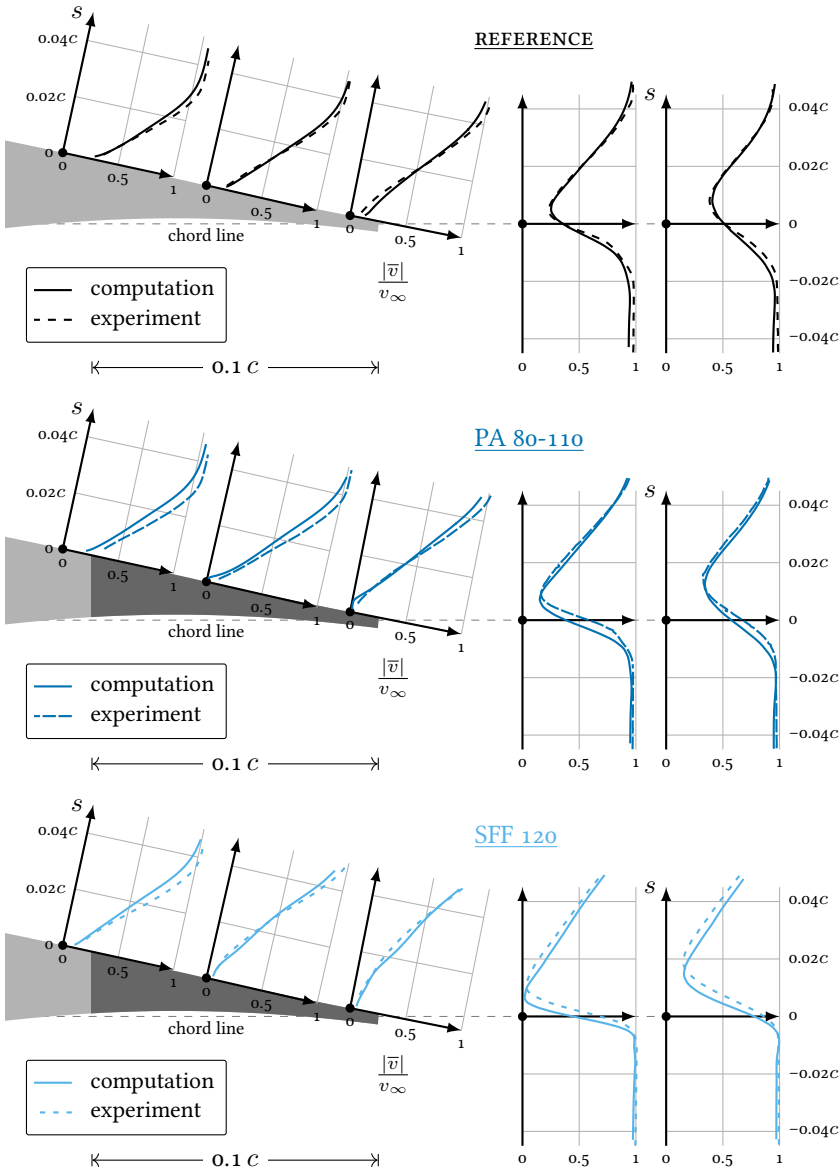 s
0.04c
REFERENCE
s
0.04c
0.02c
0.02c
0
0
0.5
1
0
0.5
1
0
0.5
1
0
chord line
computation
experiment
|v̅|
v∞
−0.02c
−0.04c
0.1 c
0 0.5 1 0 0.5 1
s
0.04c
PA 80-110
s
0.04c
0.02c
0.02c
0
0
0.5
1
0
0.5
1
0
0.5
1
0
chord line
computation
experiment
|v̅|
v∞
−0.02c
−0.04c
0.1 c
0 0.5 1 0 0.5 1
s
0.04c
SFF 120
s
0.04c
0.02c
0.02c
0
0
0.5
1
0
0.5
1
0
0.5
1
0
chord line
computation
experiment
|v̅|
v∞
−0.02c
−0.04c
0.1 c
0 0.5 1 0 0.5 1